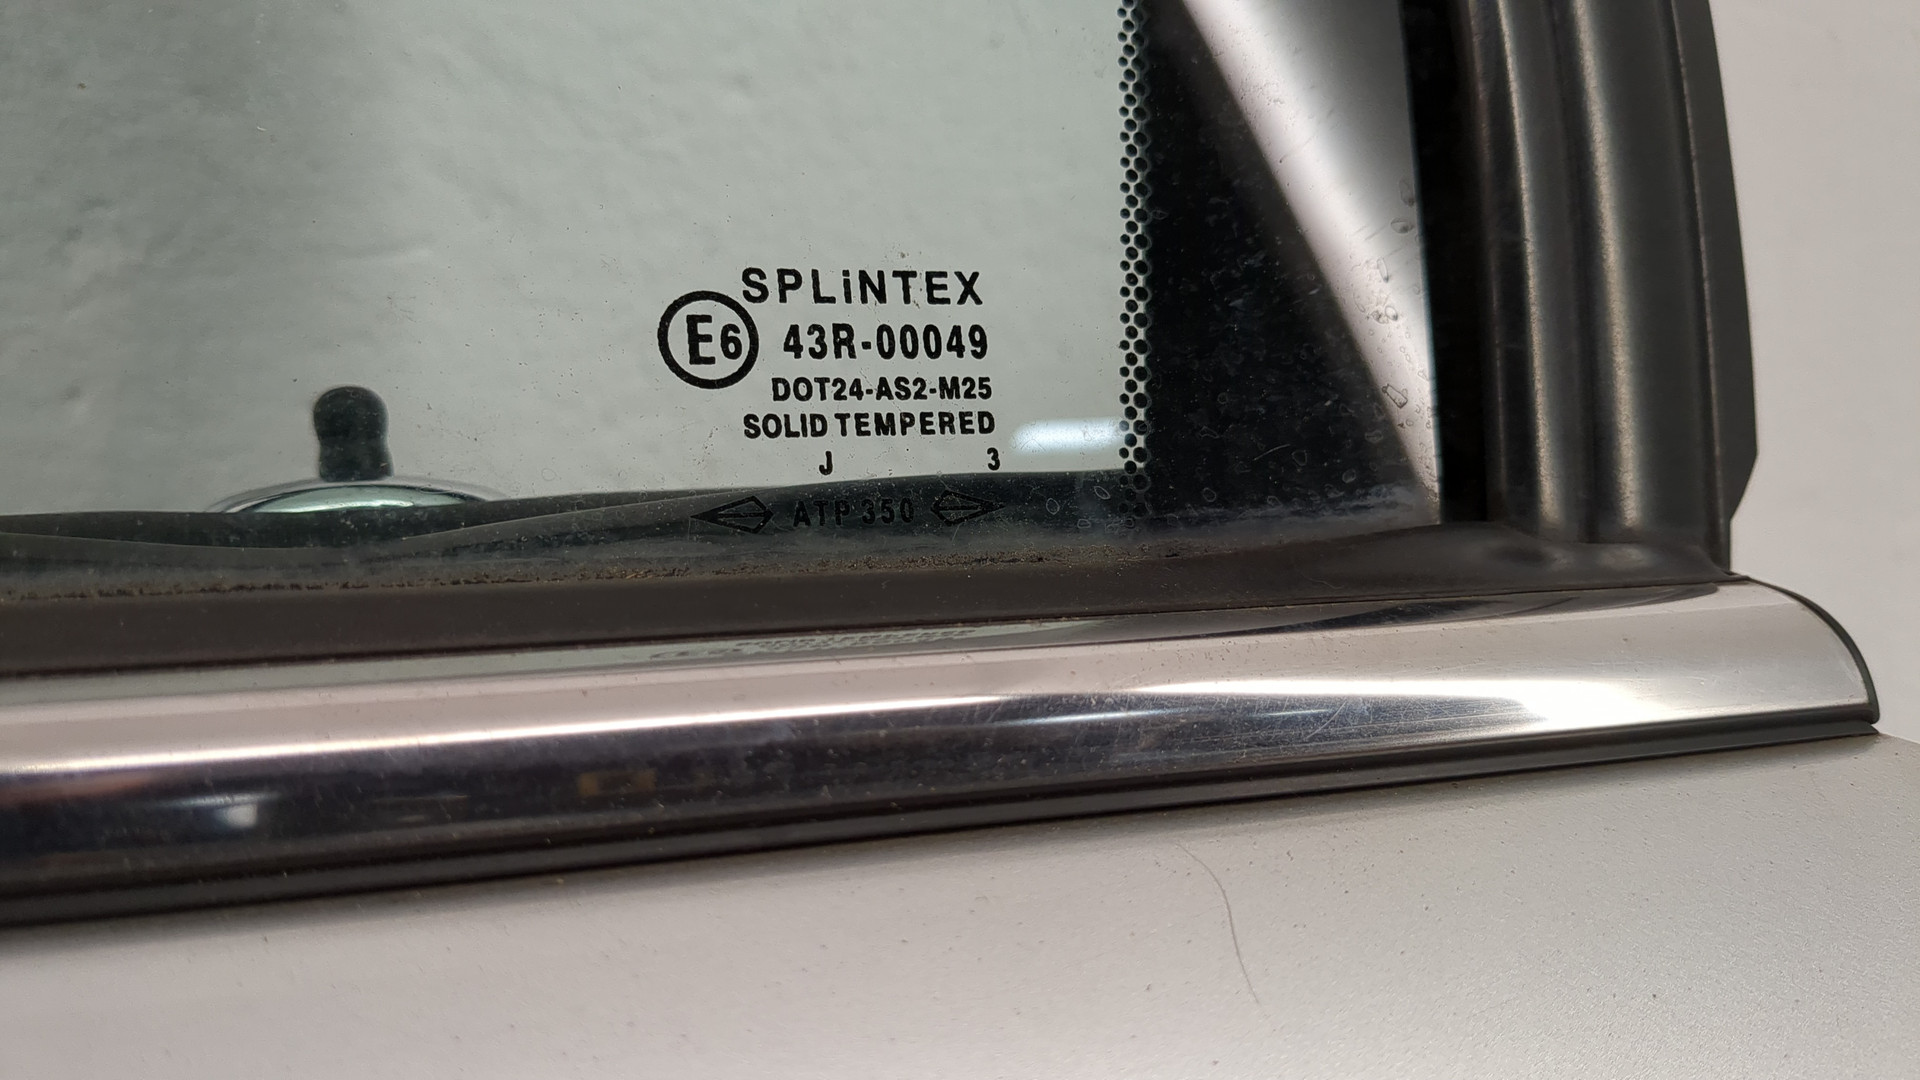 SPLiNTEX
E6 43R-00049
DOT24-AS2-M25
SOLID TEMPERED
J 3
ATP 350